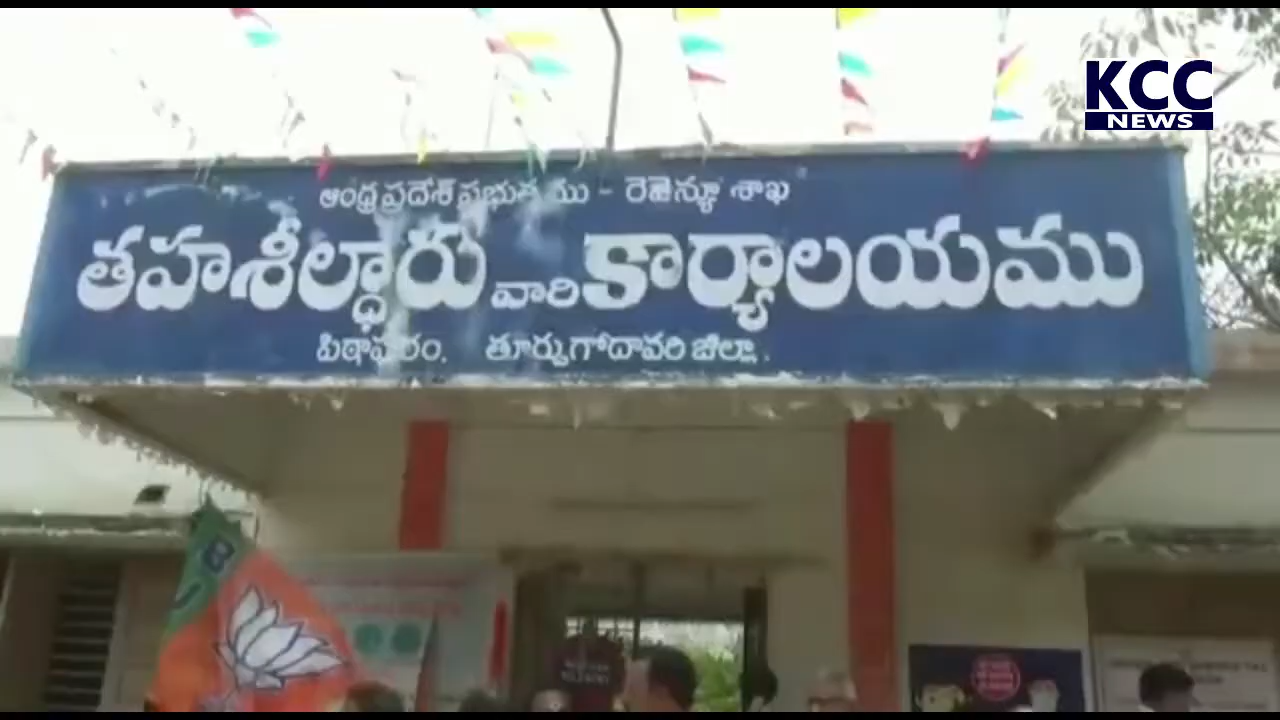 KCC
NEWS
ఆంధ్రప్రదేశ్ ప్రభుత్వము - రెవెన్యూ శాఖ
తహశీల్ధారు వారి కార్యాలయము
పిఠాపురం, తూర్పుగోదావరి జిల్లా.
B
J